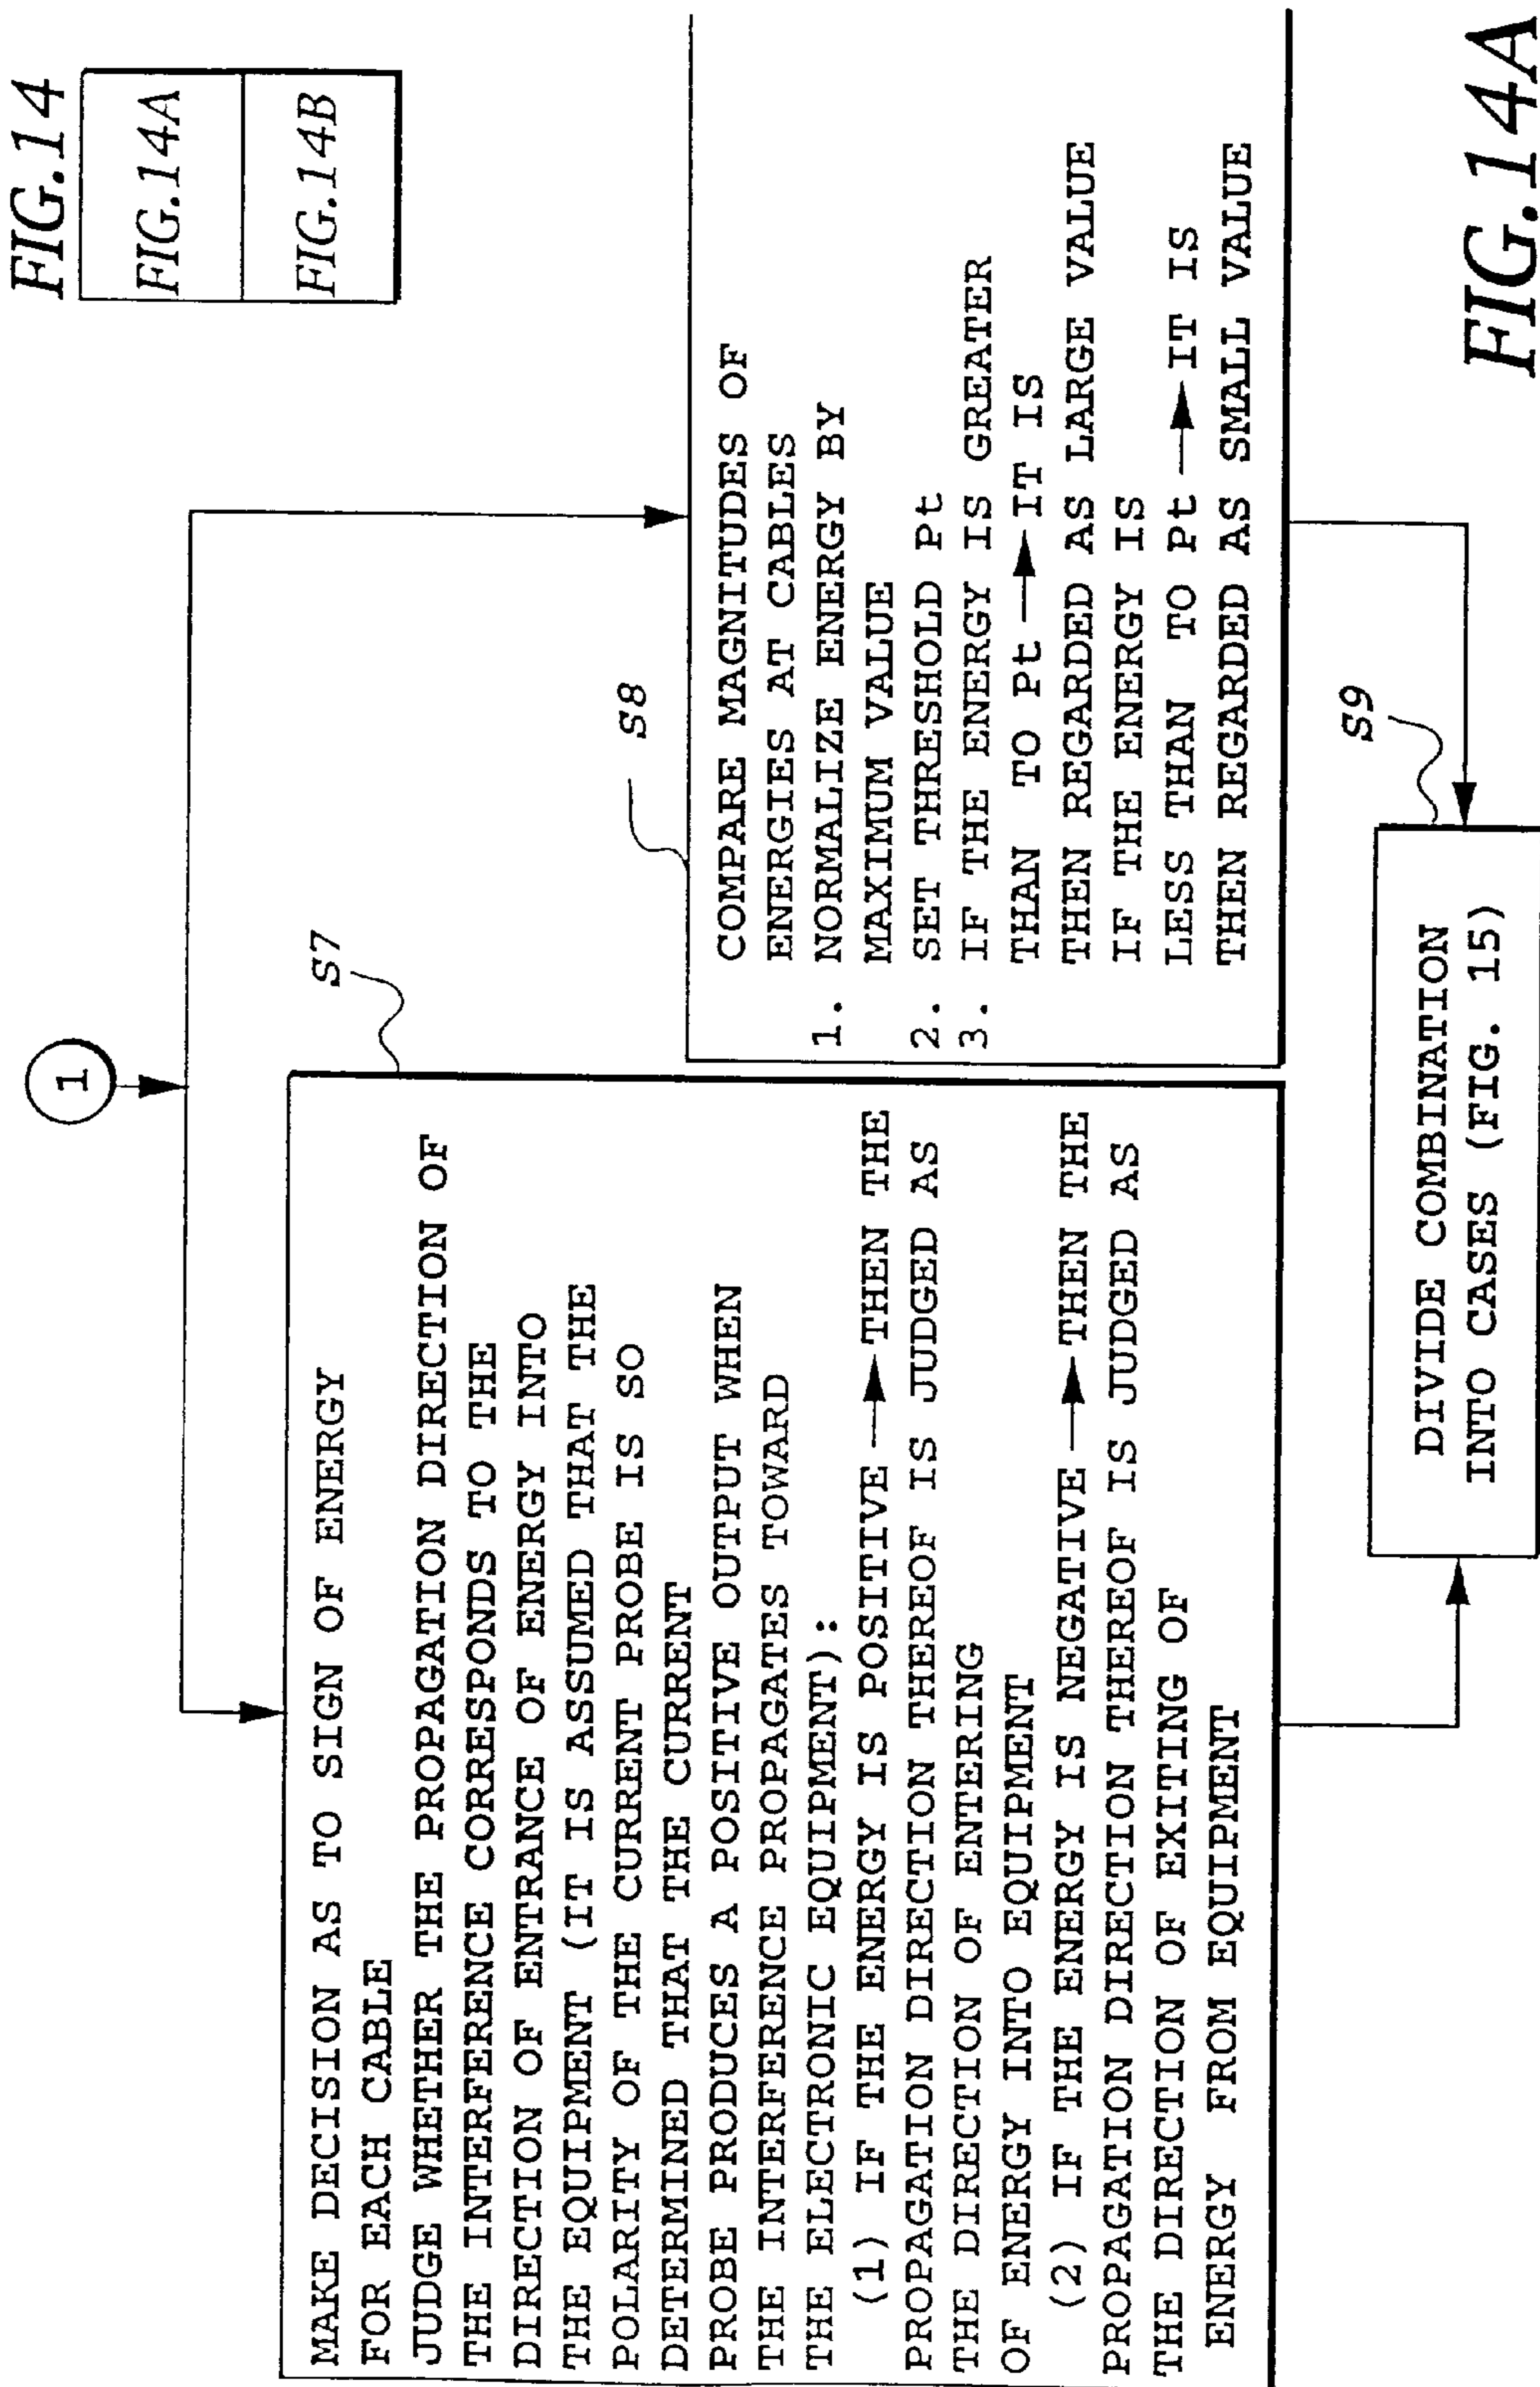 FIG.14
FIG.14A
FIG.14B
1
S7
MAKE DECISION AS TO SIGN OF ENERGY
FOR EACH CABLE
JUDGE WHETHER THE PROPAGATION DIRECTION OF
THE INTERFERENCE CORRESPONDS TO THE
DIRECTION OF ENTRANCE OF ENERGY INTO
THE EQUIPMENT (IT IS ASSUMED THAT THE
POLARITY OF THE CURRENT PROBE IS SO
DETERMINED THAT THE CURRENT
PROBE PRODUCES A POSITIVE OUTPUT WHEN
THE INTERFERENCE PROPAGATES TOWARD
THE ELECTRONIC EQUIPMENT):
(1) IF THE ENERGY IS POSITIVE → THEN THE
PROPAGATION DIRECTION THEREOF IS JUDGED AS
THE DIRECTION OF ENTERING
OF ENERGY INTO EQUIPMENT
(2) IF THE ENERGY IS NEGATIVE → THEN THE
PROPAGATION DIRECTION THEREOF IS JUDGED AS
THE DIRECTION OF EXITING OF
ENERGY FROM EQUIPMENT
S8
COMPARE MAGNITUDES OF
ENERGIES AT CABLES
1. NORMALIZE ENERGY BY
MAXIMUM VALUE
2. SET THRESHOLD Pt
3. IF THE ENERGY IS GREATER
THAN TO Pt → IT IS
THEN REGARDED AS LARGE VALUE
IF THE ENERGY IS
LESS THAN TO Pt → IT IS
THEN REGARDED AS SMALL VALUE
S9
DIVIDE COMBINATION
INTO CASES (FIG. 15)
FIG.14A